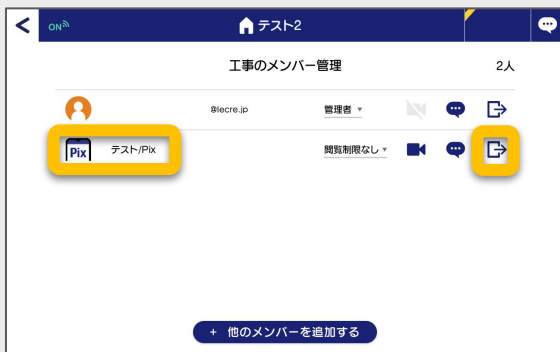 ON
テスト2
工事のメンバー管理 2人
@lecre.jp 管理者
Pix テスト/Pix 閲覧制限なし
+ 他のメンバーを追加する